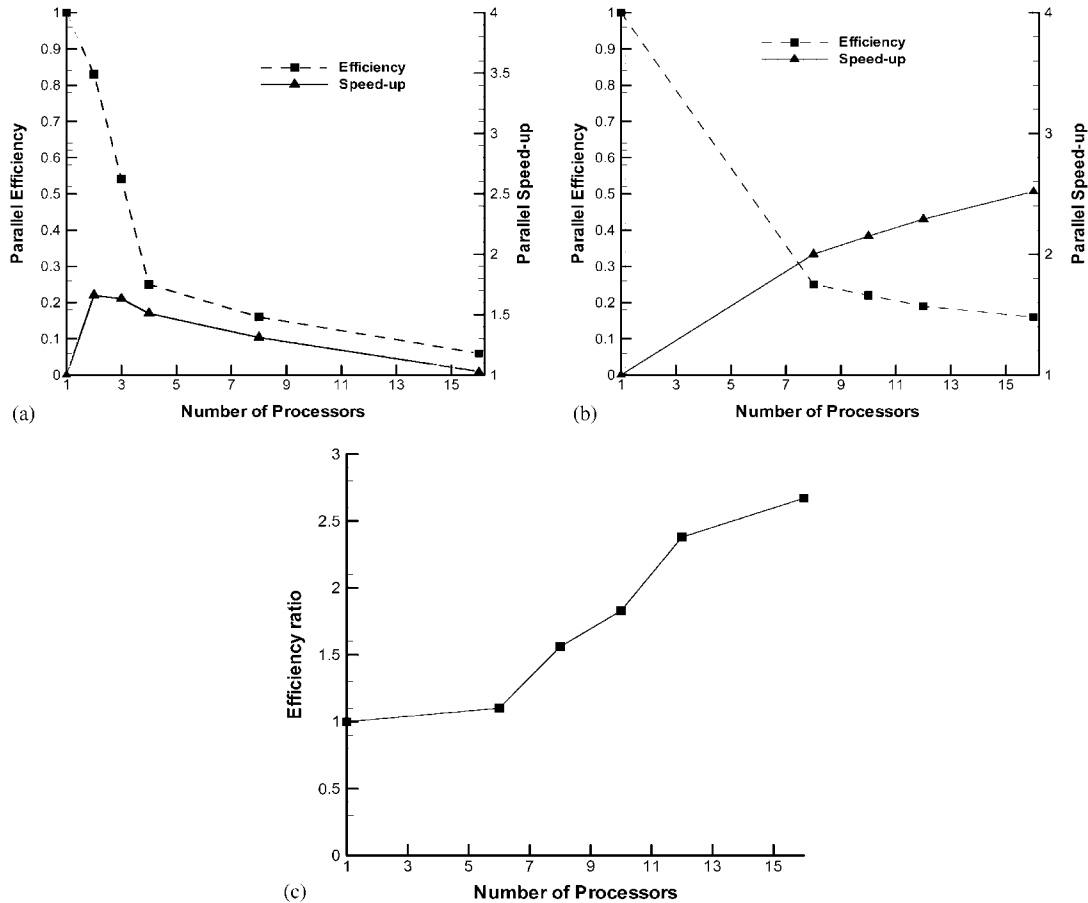 1
0.9
0.8
0.7
0.6
0.5
0.4
0.3
0.2
0.1
0
Parallel Efficiency
Efficiency
Speed-up
4
3.5
3
2.5
2
1.5
1
Parallel Speed-up
1 3 5 7 9 11 13 15
Number of Processors
(a)
1
0.9
0.8
0.7
0.6
0.5
0.4
0.3
0.2
0.1
0
Parallel Efficiency
Efficiency
Speed-up
4
3
2
1
Parallel Speed-up
1 3 5 7 9 11 13 15
Number of Processors
(b)
3
2.5
2
1.5
1
0.5
0
Efficiency ratio
1 3 5 7 9 11 13 15
Number of Processors
(c)